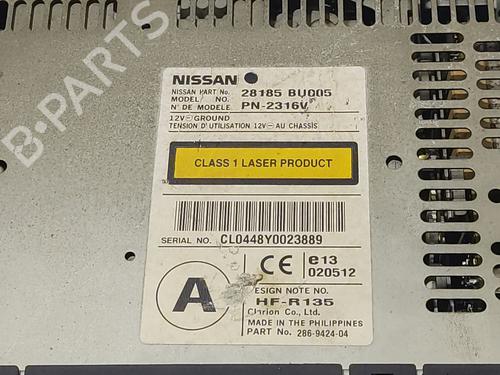 B-PARTS
NISSAN
NISSAN PART No. 28185 BU005
MODEL/ NO.
N° DE MODELE PN-2316V
12V⎓GROUND
TENSION D'UTILISATION 12V⎓AU CHASSIS
CLASS 1 LASER PRODUCT
SERIAL NO. CL0448Y0023889
A
CE
e13
020512
ESIGN NOTE NO.
HF-R135
Clarion Co., Ltd.
MADE IN THE PHILIPPINES
PART No. 286-9424-04